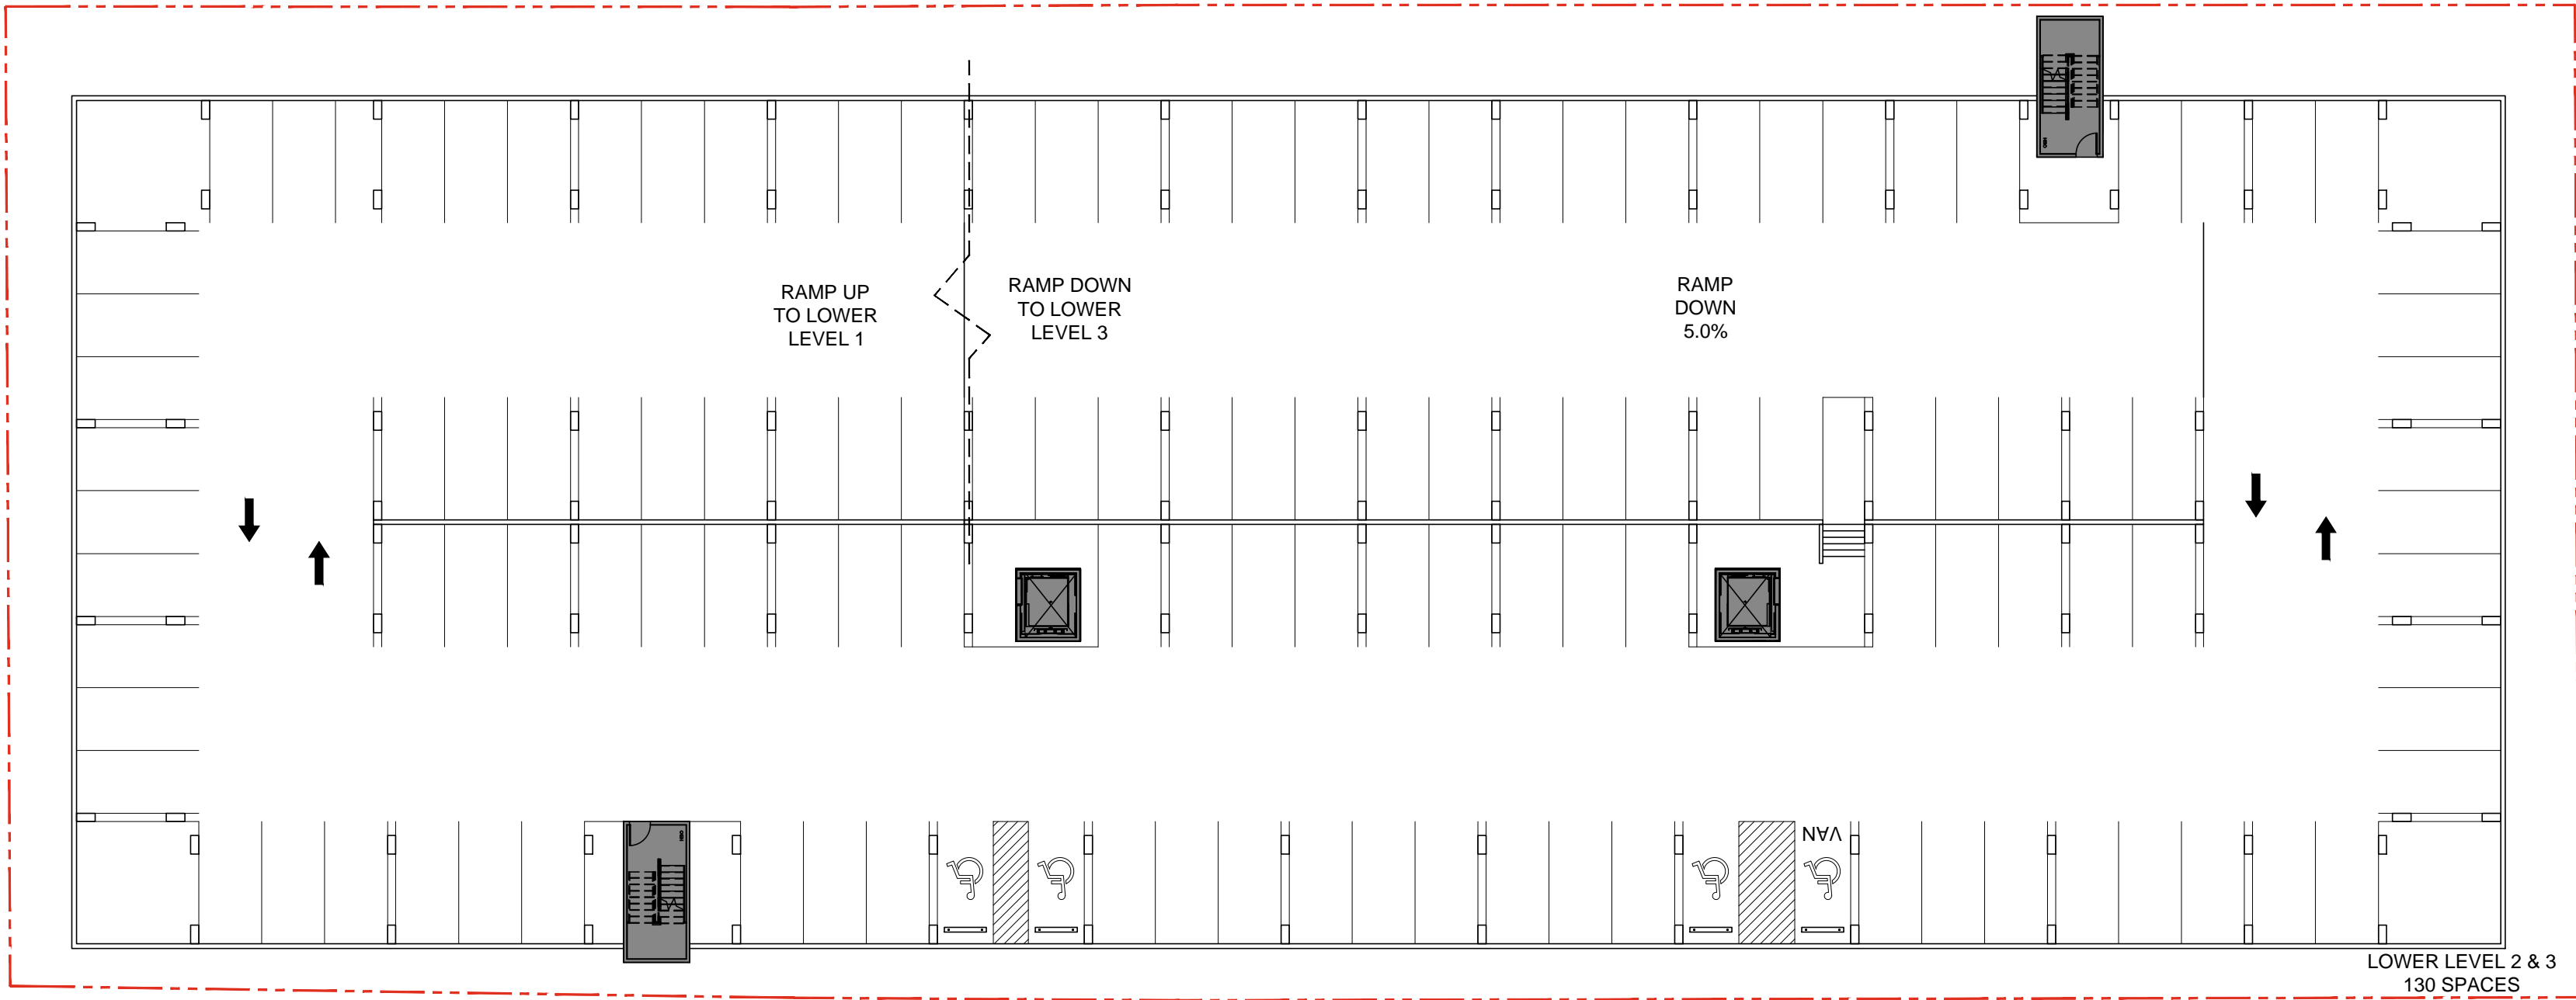 RAMP UP
TO LOWER
LEVEL 1
RAMP DOWN
TO LOWER
LEVEL 3
RAMP
DOWN
5.0%
VAN
LOWER LEVEL 2 & 3
130 SPACES